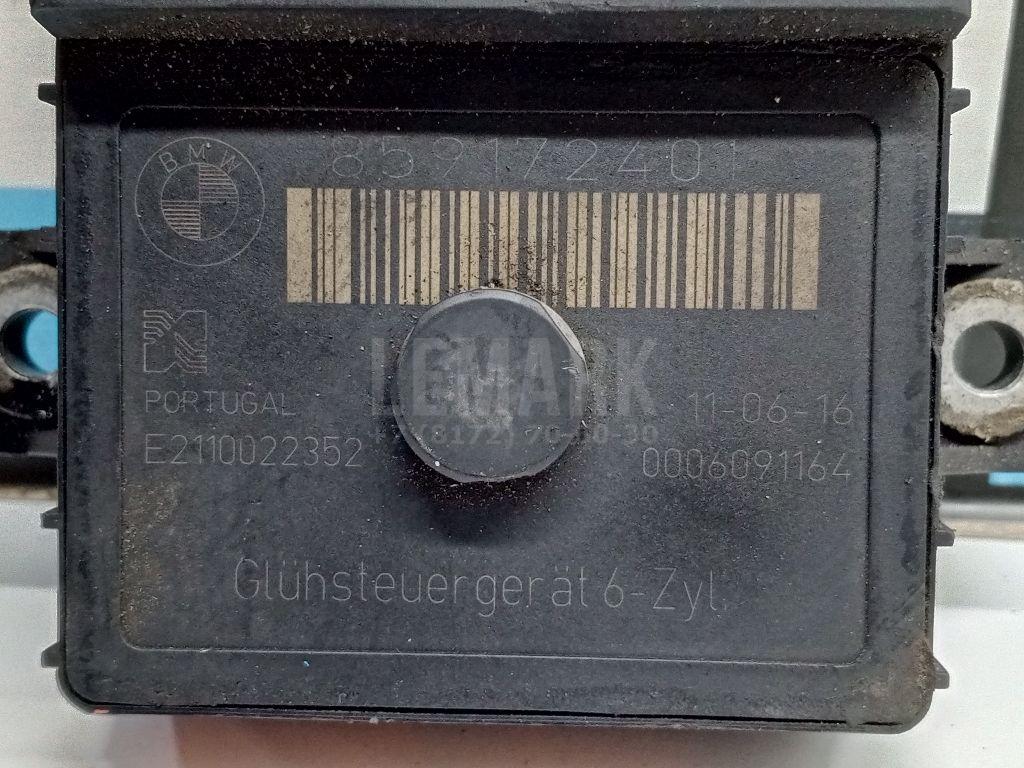 BMW
859172401
PORTUGAL
11-06-16
E2110022352
0006091164
LEMARK
Glühsteuergerät 6-Zyl.